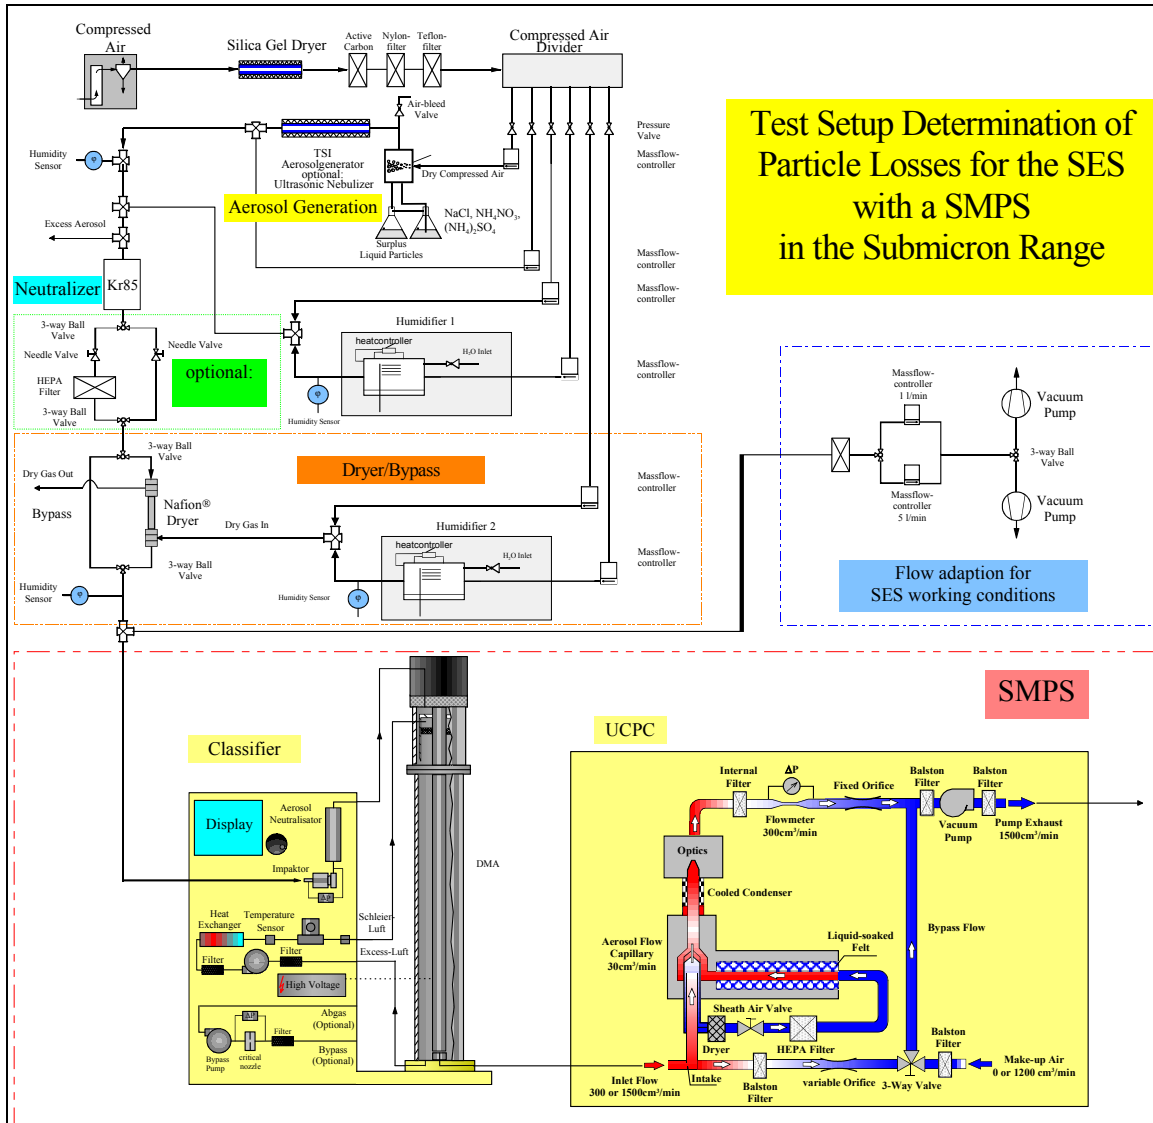 Compressed
Air
Silica Gel Dryer
Active
Carbon
Nylon-
filter
Teflon-
filter
Compressed Air
Divider
Air-bleed
Valve
Pressure
Valve
Massflow-
controller
Humidity
Sensor
φ
TSI
Aerosolgenerator
optional:
Ultrasonic Nebulizer
Dry Compressed Air
Aerosol Generation
NaCl, NH4NO3,
(NH4)2SO4
Surplus
Liquid Particles
Test Setup Determination of
Particle Losses for the SES
with a SMPS
in the Submicron Range
Excess Aerosol
Neutralizer
Kr85
Massflow-
controller
Massflow-
controller
3-way Ball
Valve
Needle Valve
Needle Valve
HEPA
Filter
3-way Ball
Valve
optional:
Humidifier 1
heatcontroller
H2O Inlet
φ
Humidity Sensor
Massflow-
controller
Massflow-
controller
1 l/min
Vacuum
Pump
3-way Ball
Valve
Massflow-
controller
5 l/min
Vacuum
Pump
Flow adaption for
SES working conditions
3-way Ball
Valve
Dryer/Bypass
Dry Gas Out
Bypass
Nafion®
Dryer
Dry Gas In
3-way Ball
Valve
Massflow-
controller
Humidifier 2
heatcontroller
H2O Inlet
φ
Humidity Sensor
Massflow-
controller
Humidity
Sensor
φ
SMPS
Classifier
UCPC
Display
Aerosol
Neutralisator
Impaktor
ΔP
DMA
Heat
Exchanger
Temperature
Sensor
Schleier-
Luft
Filter
Filter
Excess-Luft
High Voltage
ΔP
Filter
Abgas
(Optional)
Bypass
Pump
critical
nozzle
Bypass
(Optional)
Internal
Filter
ΔP
Flowmeter
300cm³/min
Fixed Orifice
Balston
Filter
Balston
Filter
Vacuum
Pump
Pump Exhaust
1500cm³/min
Optics
Cooled Condenser
Aerosol Flow
Capillary
30cm³/min
Liquid-soaked
Felt
Bypass Flow
Sheath Air Valve
Dryer
HEPA Filter
Balston
Filter
Inlet Flow
300 or 1500cm³/min
Intake
Balston
Filter
variable Orifice
3-Way Valve
Make-up Air
0 or 1200 cm³/min